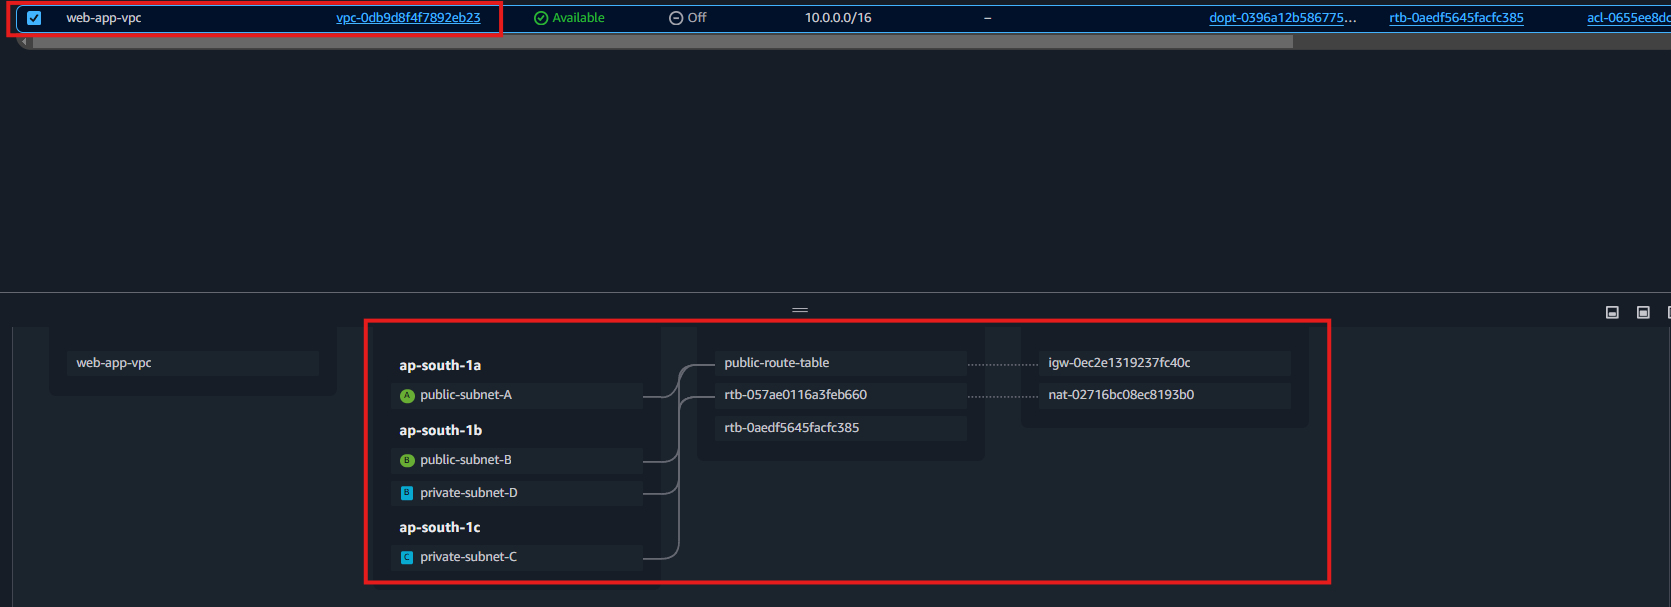 web-app-vpc vpc-0db9d8f4f7892eb23 Available Off 10.0.0.0/16 – dopt-0396a12b586775... rtb-0aedf5645facfc385 acl-0655ee8dc
web-app-vpc
ap-south-1a
A public-subnet-A
ap-south-1b
B public-subnet-B
B private-subnet-D
ap-south-1c
C private-subnet-C
public-route-table
rtb-057ae0116a3feb660
rtb-0aedf5645facfc385
igw-0ec2e1319237fc40c
nat-02716bc08ec8193b0